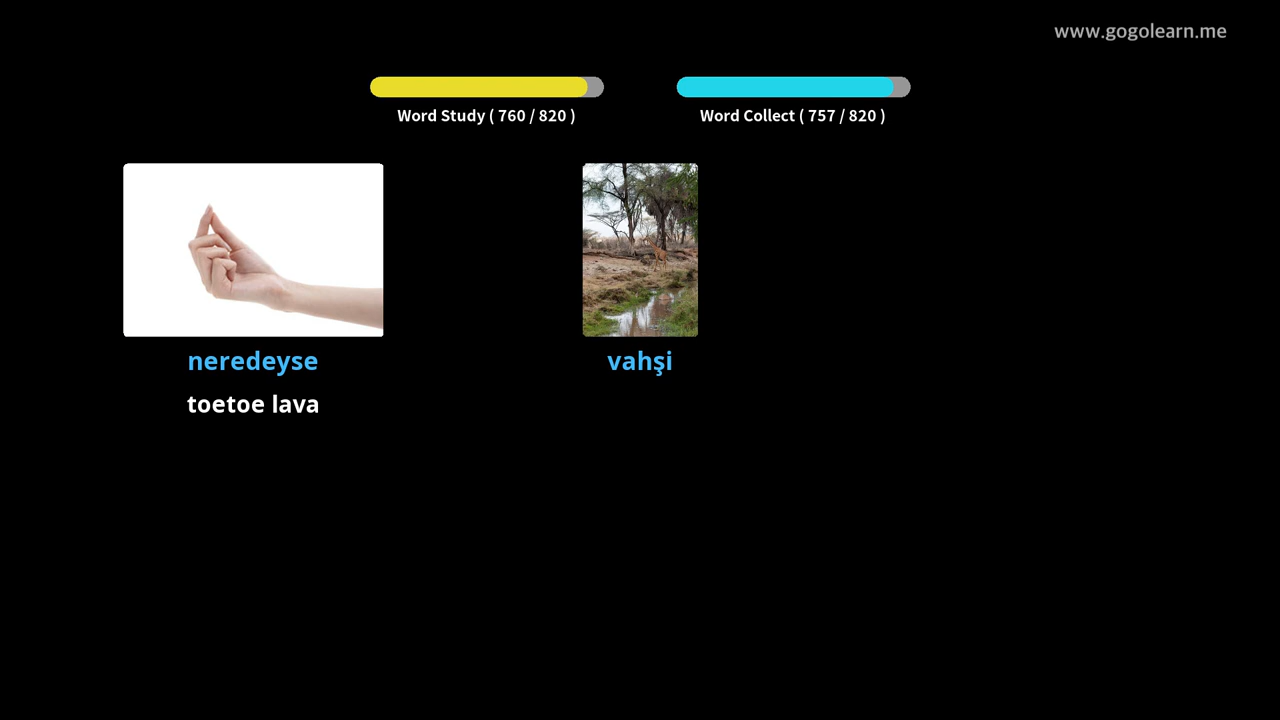 www.gogolearn.me
Word Study ( 760 / 820 )
Word Collect ( 757 / 820 )
neredeyse
vahşi
toetoe lava